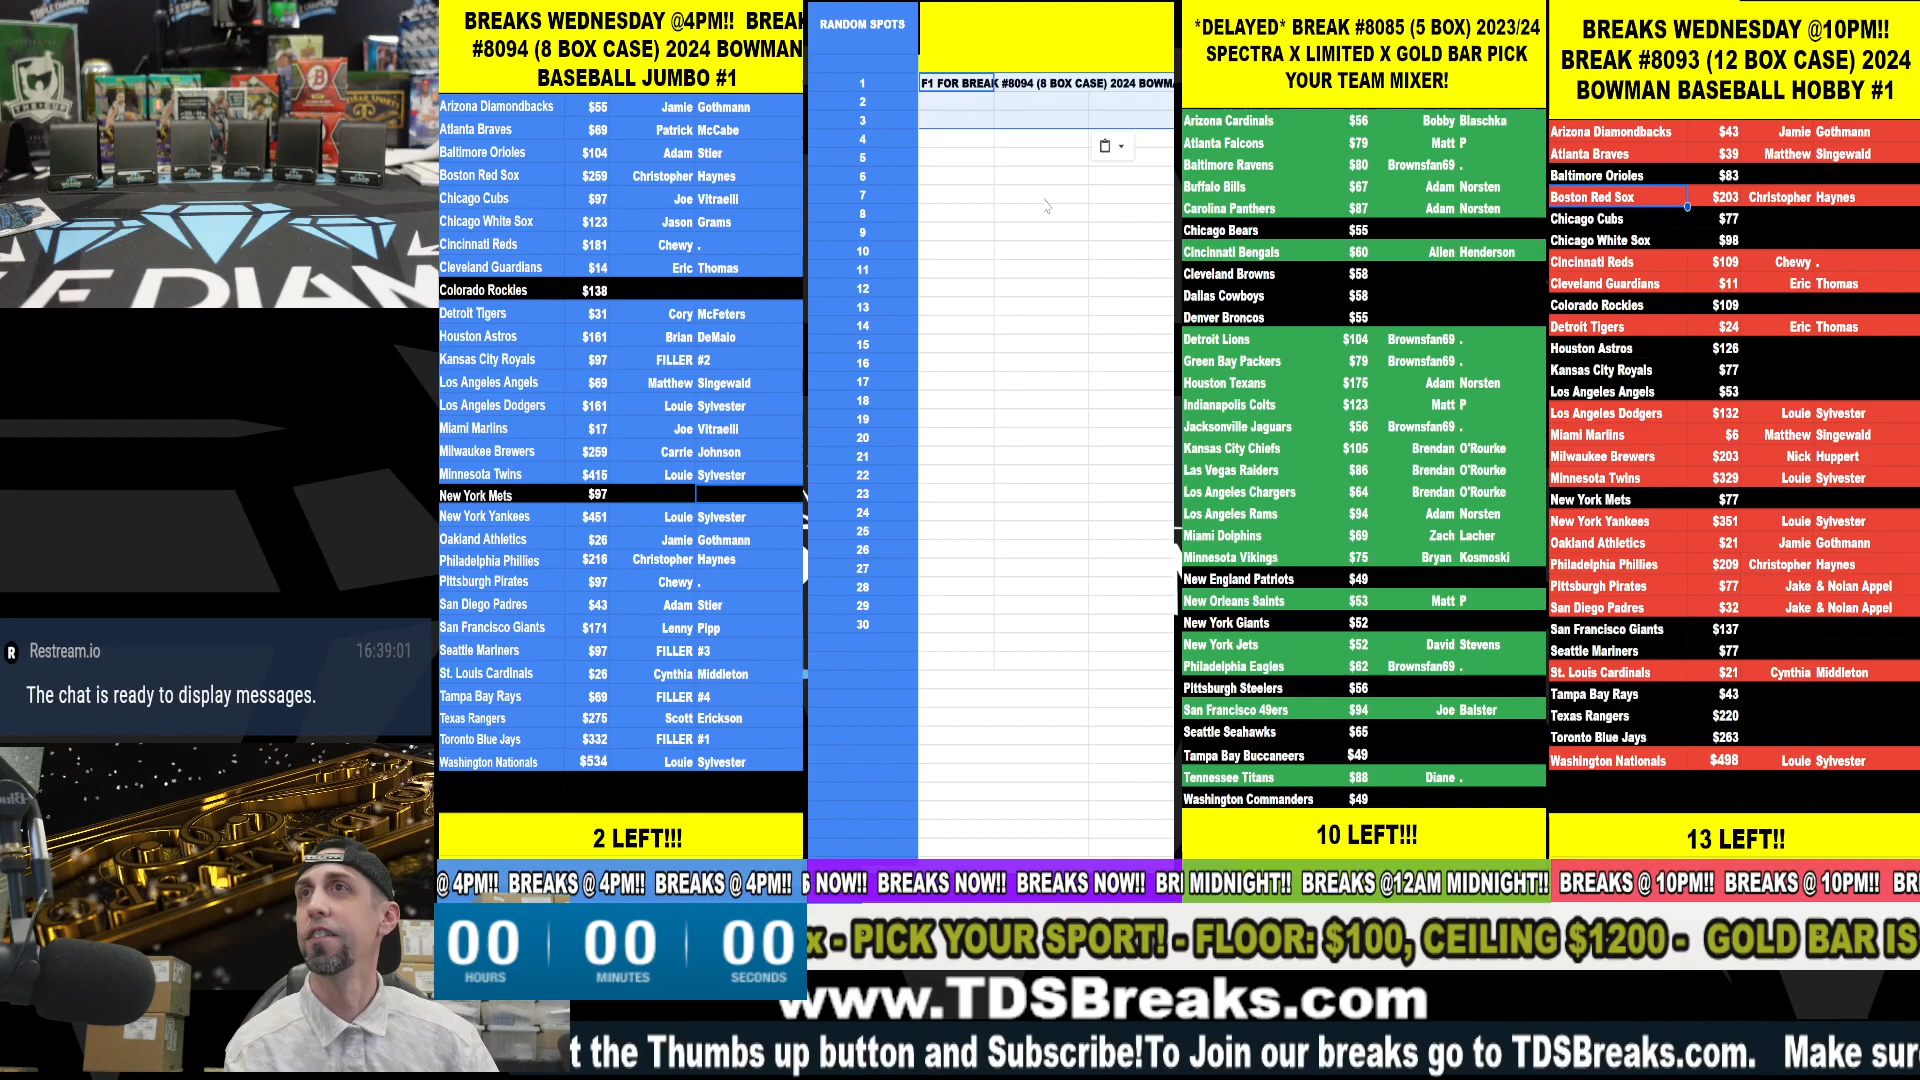 BREAKS WEDNESDAY @4PM!! BREAK
#8094 (8 BOX CASE) 2024 BOWMAN
BASEBALL JUMBO #1
Arizona Diamondbacks $55 Jamie Gothmann
Atlanta Braves $69 Patrick McCabe
Baltimore Orioles $104 Adam Stier
Boston Red Sox $259 Christopher Haynes
Chicago Cubs $97 Joe Vitraelli
Chicago White Sox $123 Jason Grams
Cincinnati Reds $181 Chewy .
Cleveland Guardians $14 Eric Thomas
Colorado Rockies $138
Detroit Tigers $31 Cory McFeters
Houston Astros $161 Brian DeMaio
Kansas City Royals $97 FILLER #2
Los Angeles Angels $69 Matthew Singewald
Los Angeles Dodgers $161 Louie Sylvester
Miami Marlins $17 Joe Vitraelli
Milwaukee Brewers $259 Carrie Johnson
Minnesota Twins $415 Louie Sylvester
New York Mets $97
New York Yankees $451 Louie Sylvester
Oakland Athletics $26 Jamie Gothmann
Philadelphia Phillies $216 Christopher Haynes
Pittsburgh Pirates $97 Chewy .
San Diego Padres $43 Adam Stier
San Francisco Giants $171 Lenny Pipp
Seattle Mariners $97 FILLER #3
St. Louis Cardinals $26 Cynthia Middleton
Tampa Bay Rays $69 FILLER #4
Texas Rangers $275 Scott Erickson
Toronto Blue Jays $332 FILLER #1
Washington Nationals $534 Louie Sylvester
2 LEFT!!!
RANDOM SPOTS
1 F1 FOR BREAK #8094 (8 BOX CASE) 2024 BOWMA
2
3
4
5
6
7
8
9
10
11
12
13
14
15
16
17
18
19
20
21
22
23
24
25
26
27
28
29
30
*DELAYED* BREAK #8085 (5 BOX) 2023/24
SPECTRA X LIMITED X GOLD BAR PICK
YOUR TEAM MIXER!
Arizona Cardinals $56 Bobby Blaschka
Atlanta Falcons $79 Matt P
Baltimore Ravens $80 Brownsfan69 .
Buffalo Bills $67 Adam Norsten
Carolina Panthers $87 Adam Norsten
Chicago Bears $55
Cincinnati Bengals $60 Allen Henderson
Cleveland Browns $58
Dallas Cowboys $58
Denver Broncos $55
Detroit Lions $104 Brownsfan69 .
Green Bay Packers $79 Brownsfan69 .
Houston Texans $175 Adam Norsten
Indianapolis Colts $123 Matt P
Jacksonville Jaguars $56 Brownsfan69 .
Kansas City Chiefs $105 Brendan O'Rourke
Las Vegas Raiders $86 Brendan O'Rourke
Los Angeles Chargers $64 Brendan O'Rourke
Los Angeles Rams $94 Adam Norsten
Miami Dolphins $69 Zach Lacher
Minnesota Vikings $75 Bryan Kosmoski
New England Patriots $49
New Orleans Saints $53 Matt P
New York Giants $52
New York Jets $52 David Stevens
Philadelphia Eagles $62 Brownsfan69 .
Pittsburgh Steelers $56
San Francisco 49ers $94 Joe Balster
Seattle Seahawks $65
Tampa Bay Buccaneers $49
Tennessee Titans $88 Diane .
Washington Commanders $49
10 LEFT!!!
BREAKS WEDNESDAY @10PM!!
BREAK #8093 (12 BOX CASE) 2024
BOWMAN BASEBALL HOBBY #1
Arizona Diamondbacks $43 Jamie Gothmann
Atlanta Braves $39 Matthew Singewald
Baltimore Orioles $83
Boston Red Sox $203 Christopher Haynes
Chicago Cubs $77
Chicago White Sox $98
Cincinnati Reds $109 Chewy .
Cleveland Guardians $11 Eric Thomas
Colorado Rockies $109
Detroit Tigers $24 Eric Thomas
Houston Astros $126
Kansas City Royals $77
Los Angeles Angels $53
Los Angeles Dodgers $132 Louie Sylvester
Miami Marlins $6 Matthew Singewald
Milwaukee Brewers $203 Nick Huppert
Minnesota Twins $329 Louie Sylvester
New York Mets $77
New York Yankees $351 Louie Sylvester
Oakland Athletics $21 Jamie Gothmann
Philadelphia Phillies $209 Christopher Haynes
Pittsburgh Pirates $77 Jake & Nolan Appel
San Diego Padres $32 Jake & Nolan Appel
San Francisco Giants $137
Seattle Mariners $77
St. Louis Cardinals $21 Cynthia Middleton
Tampa Bay Rays $43
Texas Rangers $220
Toronto Blue Jays $263
Washington Nationals $498 Louie Sylvester
13 LEFT!!
R Restream.io 16:39:01
The chat is ready to display messages.
@ 4PM!! BREAKS @ 4PM!! BREAKS @ 4PM!!
NOW!! BREAKS NOW!! BREAKS NOW!! BRE
MIDNIGHT!! BREAKS @12AM MIDNIGHT!!
BREAKS @ 10PM!! BREAKS @ 10PM!! BR
00 00 00
HOURS MINUTES SECONDS
x - PICK YOUR SPORT! - FLOOR: $100, CEILING $1200 - GOLD BAR IS
www.TDSBreaks.com
t the Thumbs up button and Subscribe!To Join our breaks go to TDSBreaks.com. Make sure